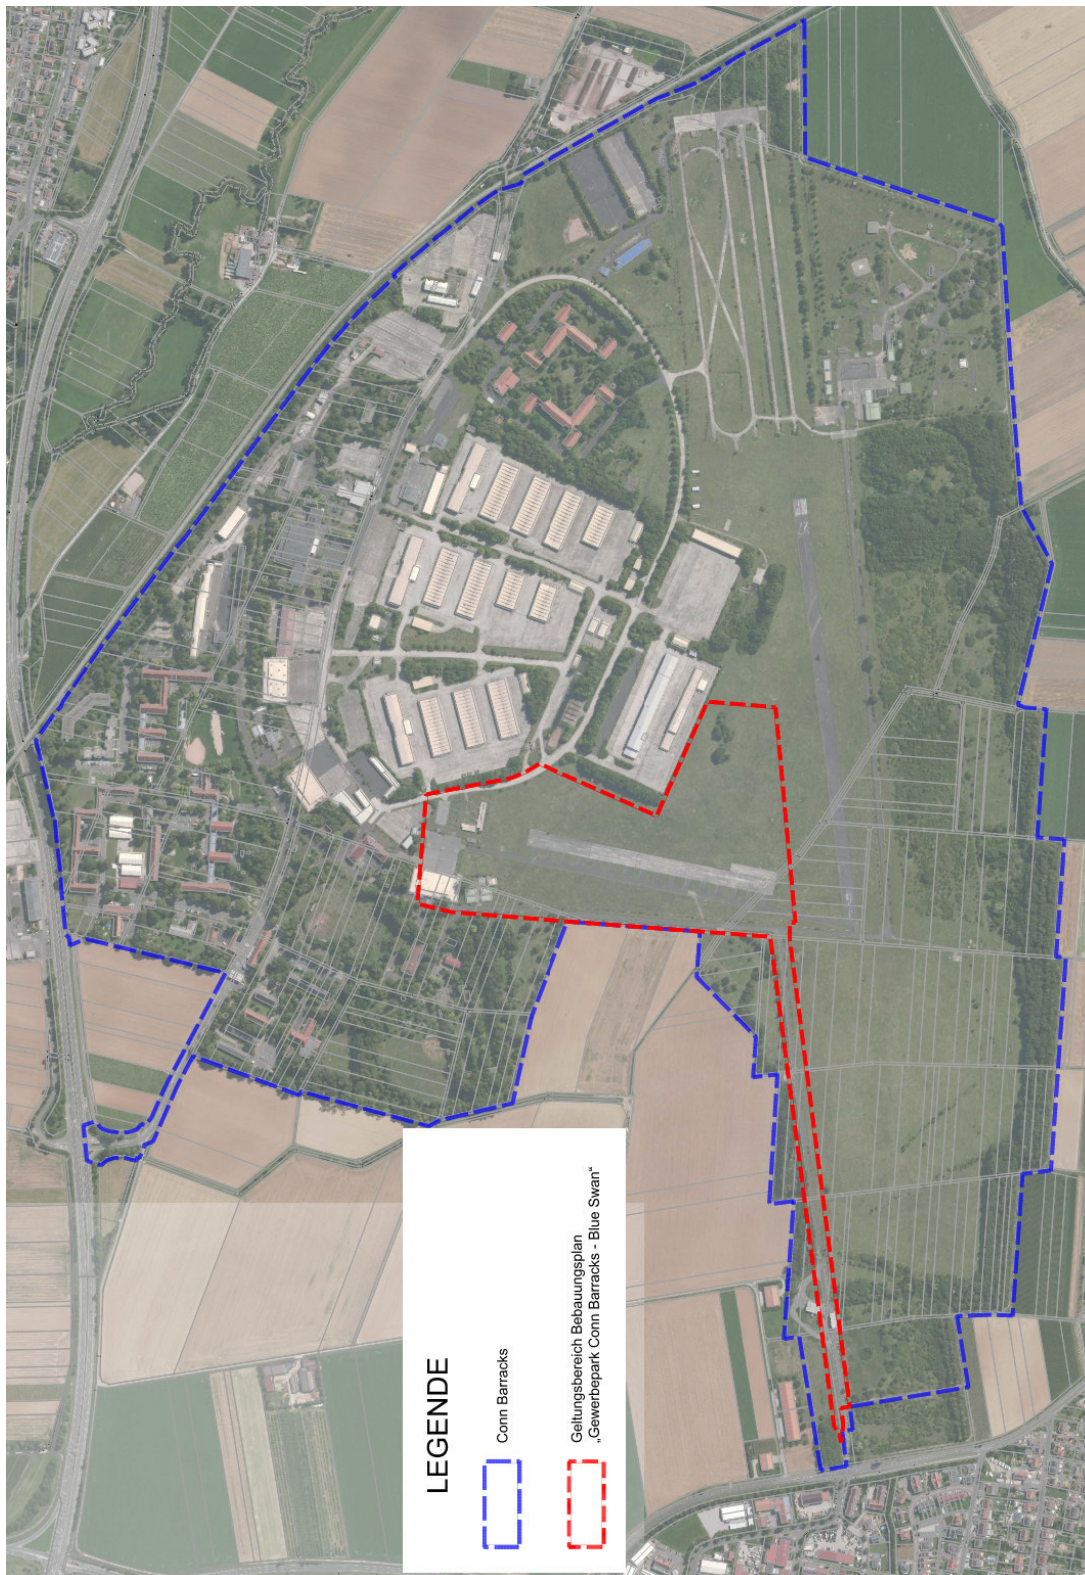 LEGENDE
Conn Barracks
Geltungsbereich Bebauungsplan
„Gewerbepark Conn Barracks - Blue Swan“